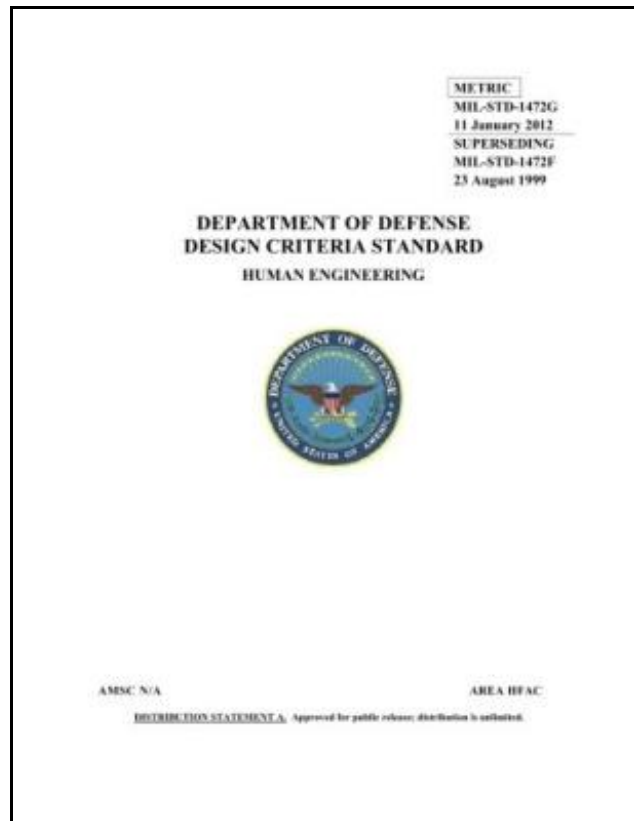 METRIC
MIL-STD-1472G
11 January 2012
SUPERSEDING
MIL-STD-1472F
23 August 1999
DEPARTMENT OF DEFENSE
DESIGN CRITERIA STANDARD
HUMAN ENGINEERING
DEPARTMENT OF DEFENSE
UNITED STATES OF AMERICA
AMSC N/A
AREA HFAC
DISTRIBUTION STATEMENT A. Approved for public release; distribution is unlimited.